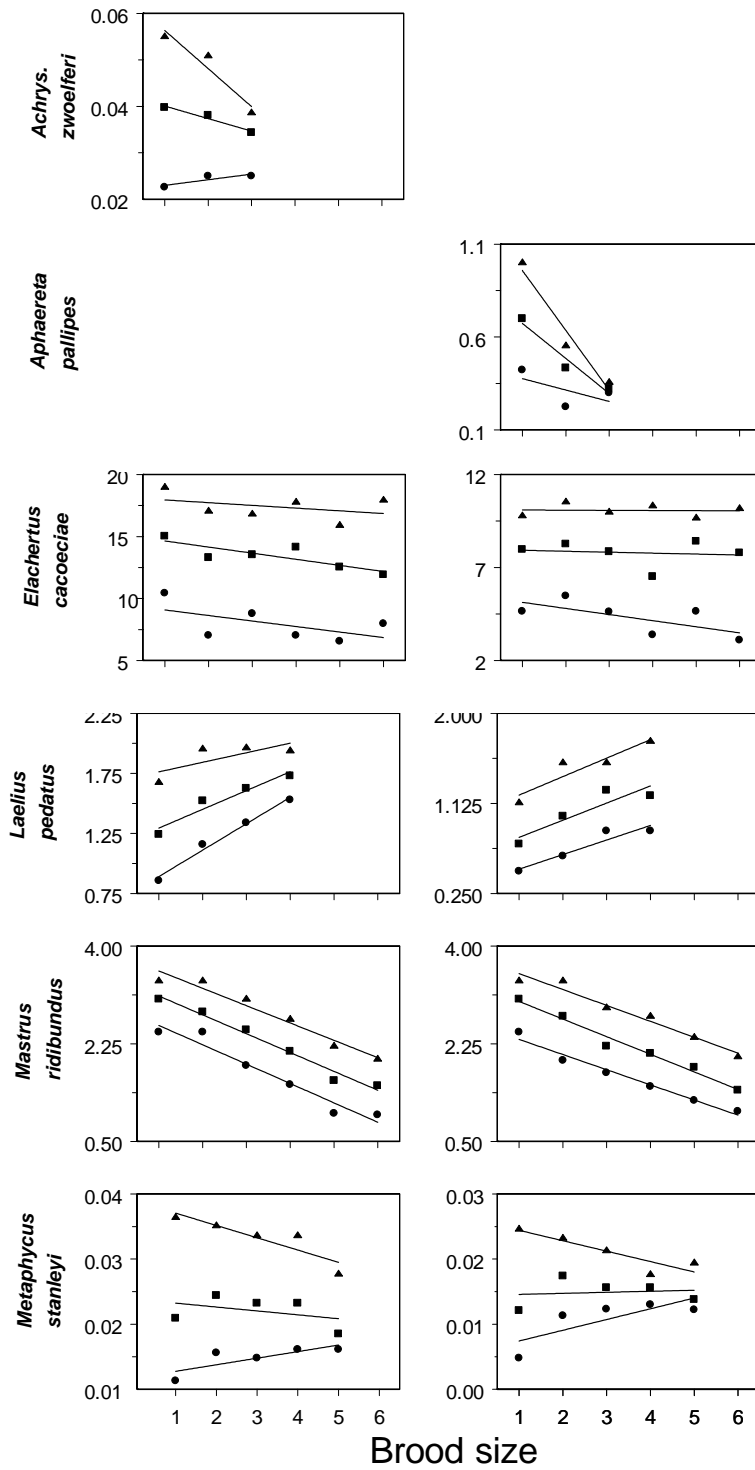 0.06
0.04
0.02
Achrys.
zwoelferi
1.1
0.6
0.1
Aphaereta
pallipes
20
15
10
5
Elachertus
cacoeciae
12
7
2
2.25
1.75
1.25
0.75
Laelius
pedatus
2.000
1.125
0.250
4.00
2.25
0.50
Mastrus
ridibundus
4.00
2.25
0.50
0.04
0.03
0.02
0.01
Metaphycus
stanleyi
0.03
0.02
0.01
0.00
1 2 3 4 5 6
1 2 3 4 5 6
Brood size